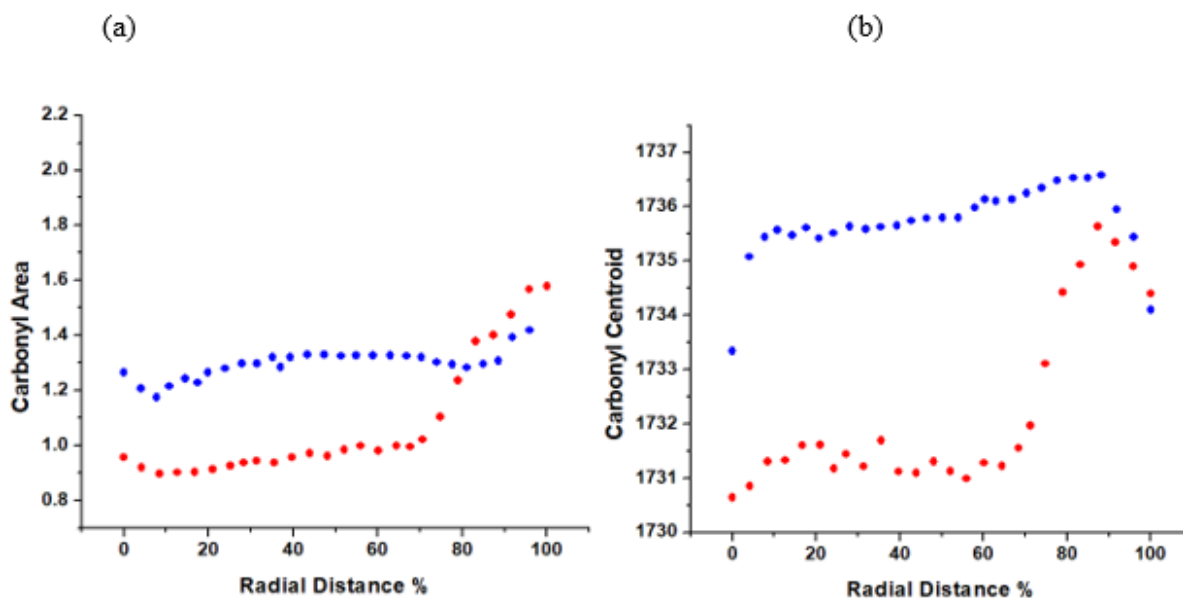 (a)
(b)
Carbonyl Area
2.2
2.0
1.8
1.6
1.4
1.2
1.0
0.8
0 20 40 60 80 100
Radial Distance %
Carbonyl Centroid
1737
1736
1735
1734
1733
1732
1731
1730
0 20 40 60 80 100
Radial Distance %